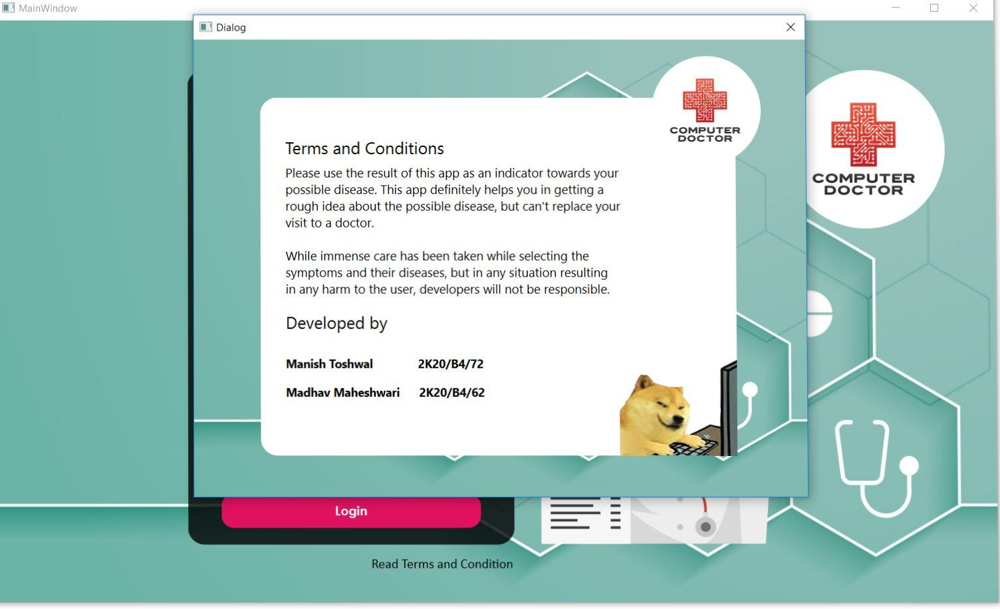 MainWindow
Dialog
COMPUTER
DOCTOR
COMPUTER
DOCTOR
Terms and Conditions
Please use the result of this app as an indicator towards your
possible disease. This app definitely helps you in getting a
rough idea about the possible disease, but can't replace your
visit to a doctor.
While immense care has been taken while selecting the
symptoms and their diseases, but in any situation resulting
in any harm to the user, developers will not be responsible.
Developed by
Manish Toshwal 2K20/B4/72
Madhav Maheshwari 2K20/B4/62
Login
Read Terms and Condition